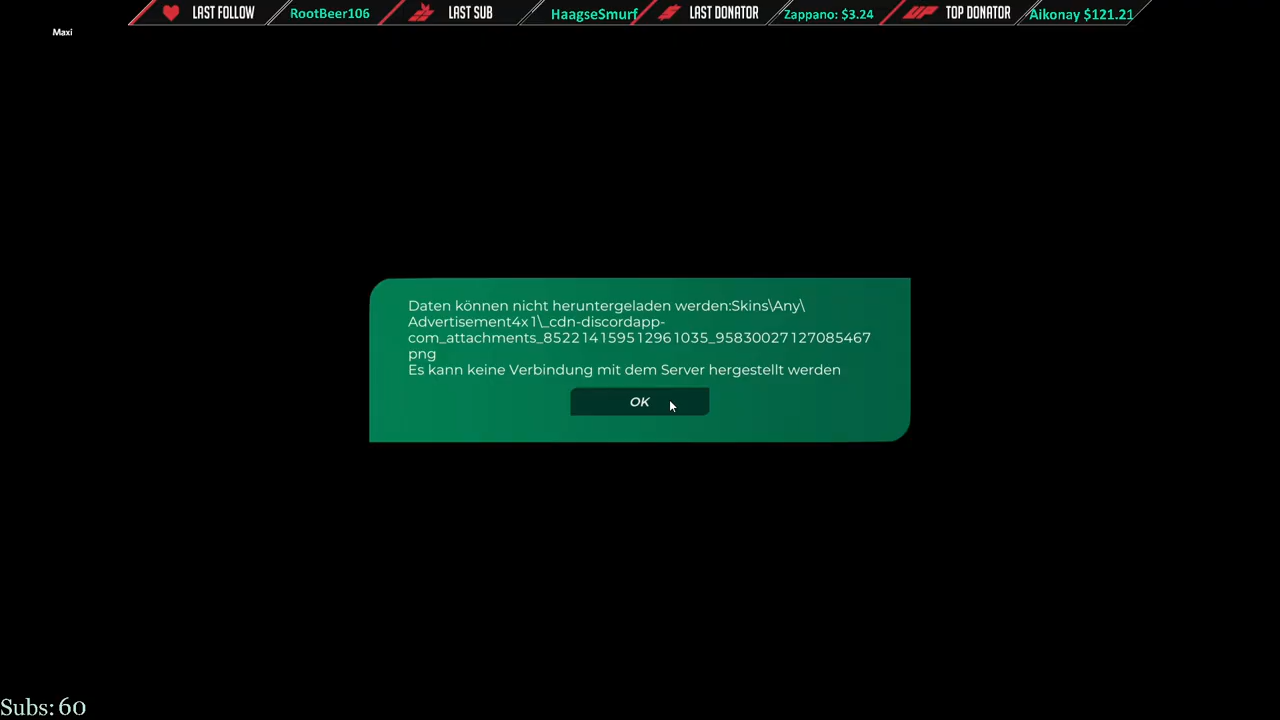 LAST FOLLOW RootBeer106 LAST SUB HaagseSmurf LAST DONATOR Zappano: $3.24 TOP DONATOR Aikonay $121.21
Maxi
Daten können nicht heruntergeladen werden:Skins\Any\
Advertisement4x1\_cdn-discordapp-
com_attachments_852214159512961035_95830027127085467
png
Es kann keine Verbindung mit dem Server hergestellt werden
OK
Subs: 60